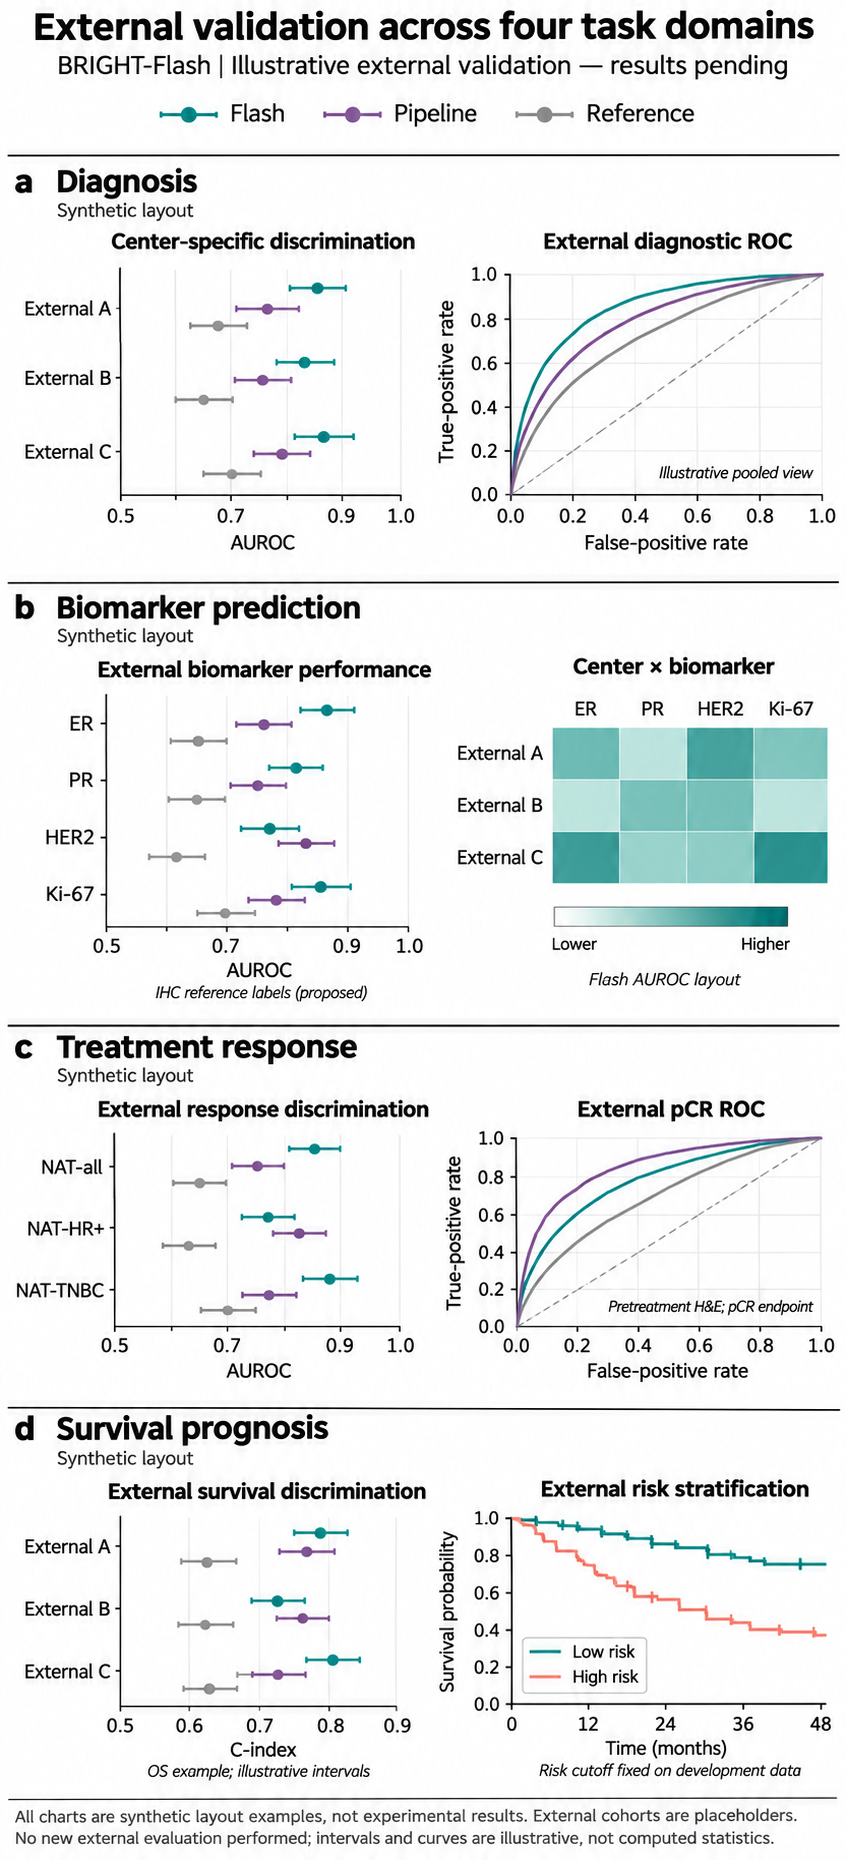 External validation across four task domains
BRIGHT-Flash | Illustrative external validation — results pending
Flash
Pipeline
Reference
a Diagnosis
Synthetic layout
Center-specific discrimination
External A
External B
External C
0.5
0.7
0.9
1.0
AUROC
External diagnostic ROC
True-positive rate
1.0
0.8
0.6
0.4
0.2
0.0
Illustrative pooled view
0.0
0.2
0.4
0.6
0.8
1.0
False-positive rate
b Biomarker prediction
Synthetic layout
External biomarker performance
ER
PR
HER2
Ki-67
0.5
0.7
0.9
1.0
AUROC
IHC reference labels (proposed)
Center × biomarker
ER
PR
HER2
Ki-67
External A
External B
External C
Lower
Higher
Flash AUROC layout
c Treatment response
Synthetic layout
External response discrimination
NAT-all
NAT-HR+
NAT-TNBC
0.5
0.7
0.9
1.0
AUROC
External pCR ROC
True-positive rate
1.0
0.8
0.6
0.4
0.2
0.0
Pretreatment H&E; pCR endpoint
0.0
0.2
0.4
0.6
0.8
1.0
False-positive rate
d Survival prognosis
Synthetic layout
External survival discrimination
External A
External B
External C
0.5
0.6
0.7
0.8
0.9
C-index
OS example; illustrative intervals
External risk stratification
Survival probability
1.0
0.8
0.6
0.4
0.2
0.0
Low risk
High risk
0
12
24
36
48
Time (months)
Risk cutoff fixed on development data
All charts are synthetic layout examples, not experimental results. External cohorts are placeholders.
No new external evaluation performed; intervals and curves are illustrative, not computed statistics.